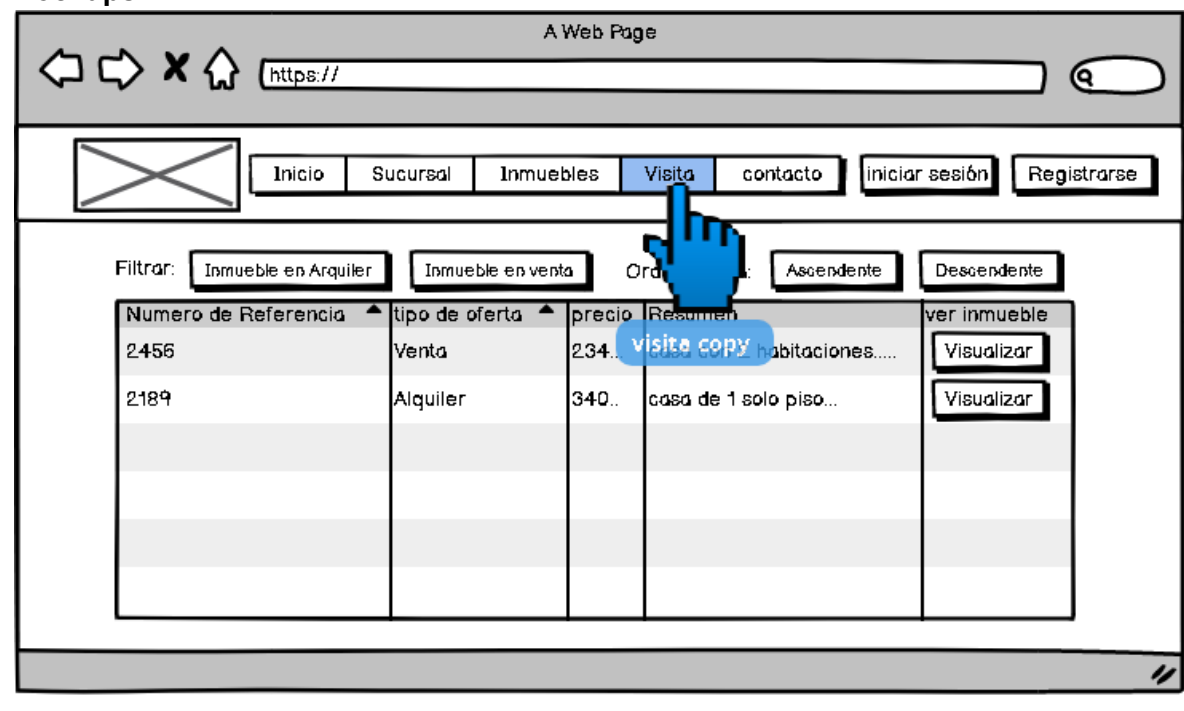 A Web Page
https://
Inicio Sucursal Inmuebles Visita contacto iniciar sesión Registrarse
Filtrar: Inmueble en Arquiler Inmueble en venta Ascendente Descendente
Numero de Referencia tipo de oferta precio Resumen ver inmueble
2456 Venta 234... habitaciones..... Visualizar
visita copy
2189 Alquiler 340.. casa de 1 solo piso... Visualizar